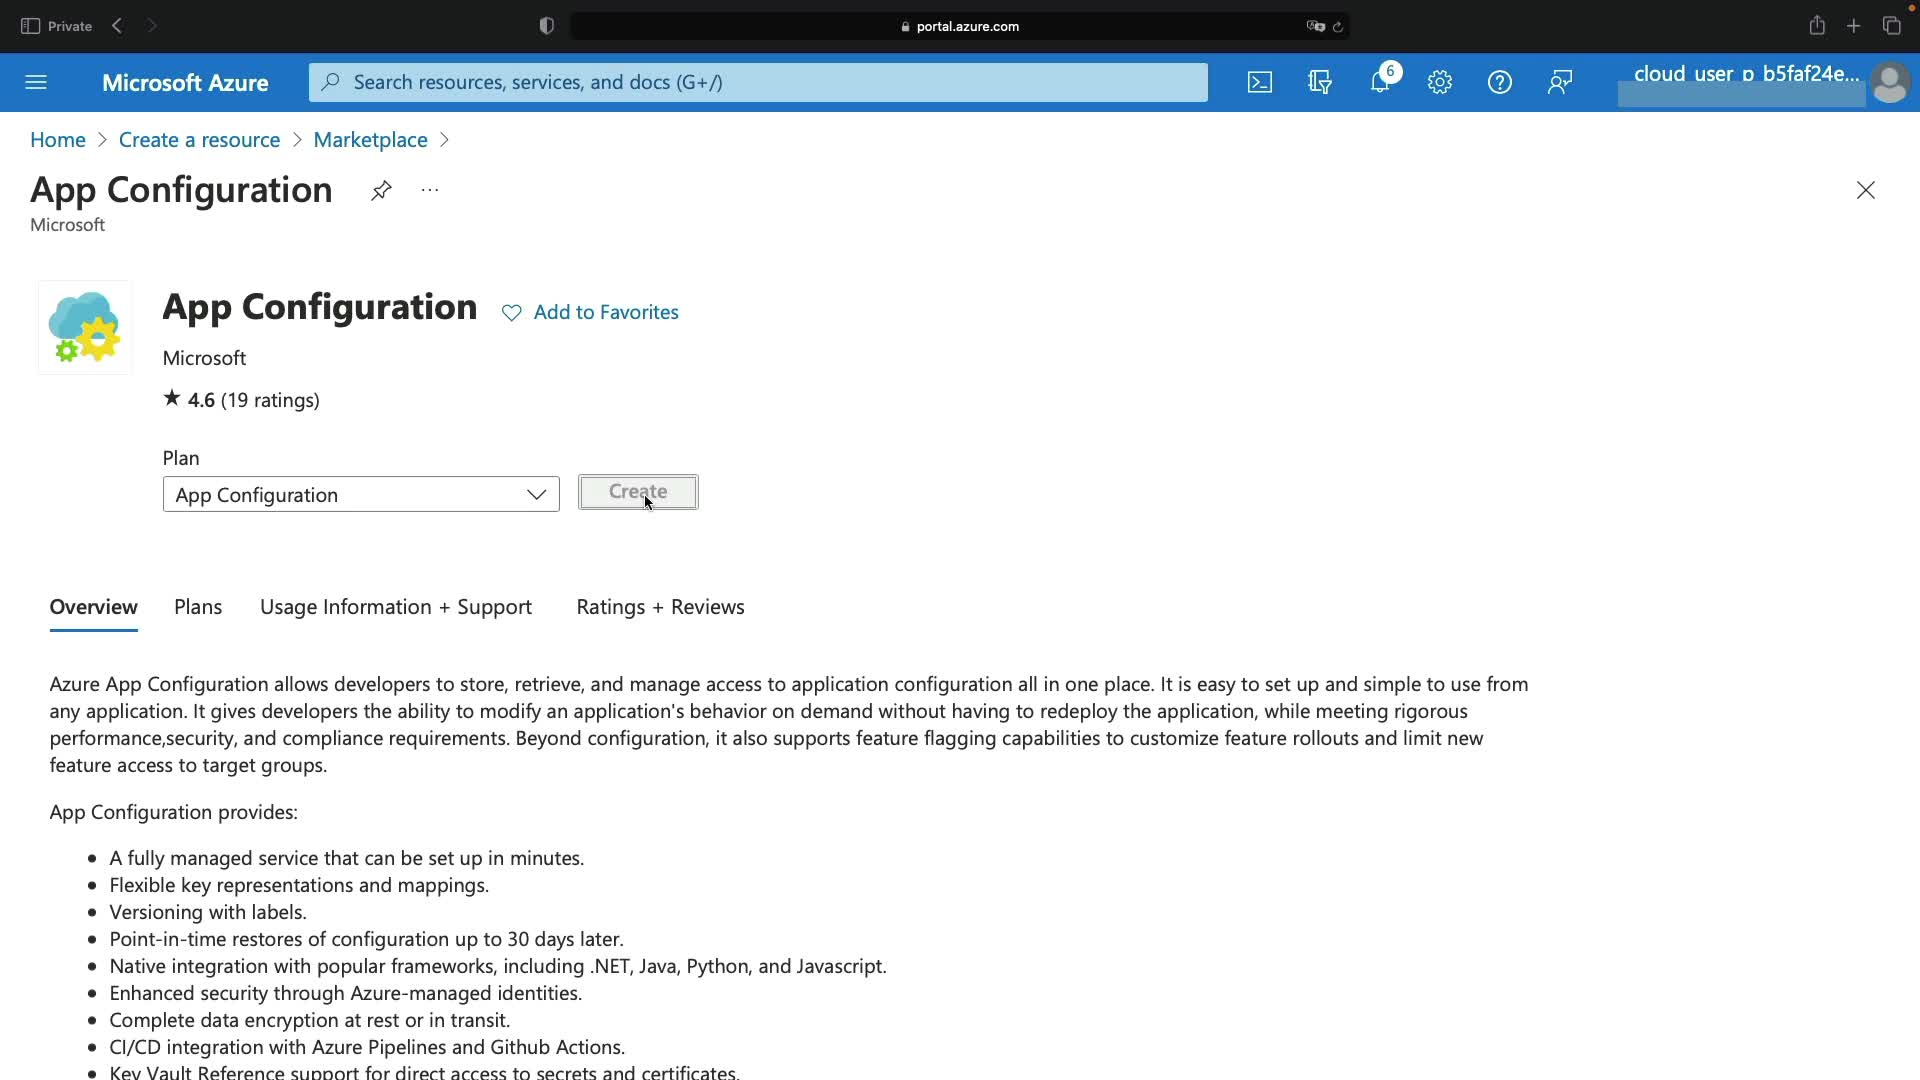 Private
portal.azure.com
Microsoft Azure
Search resources, services, and docs (G+/)
6
cloud_user_p_b5faf24e...
Home > Create a resource > Marketplace >
App Configuration
...
Microsoft
App Configuration
Add to Favorites
Microsoft
★ 4.6 (19 ratings)
Plan
App Configuration
Create
Overview
Plans
Usage Information + Support
Ratings + Reviews
Azure App Configuration allows developers to store, retrieve, and manage access to application configuration all in one place. It is easy to set up and simple to use from
any application. It gives developers the ability to modify an application's behavior on demand without having to redeploy the application, while meeting rigorous
performance,security, and compliance requirements. Beyond configuration, it also supports feature flagging capabilities to customize feature rollouts and limit new
feature access to target groups.
App Configuration provides:
• A fully managed service that can be set up in minutes.
• Flexible key representations and mappings.
• Versioning with labels.
• Point-in-time restores of configuration up to 30 days later.
• Native integration with popular frameworks, including .NET, Java, Python, and Javascript.
• Enhanced security through Azure-managed identities.
• Complete data encryption at rest or in transit.
• CI/CD integration with Azure Pipelines and Github Actions.
• Key Vault Reference support for direct access to secrets and certificates.